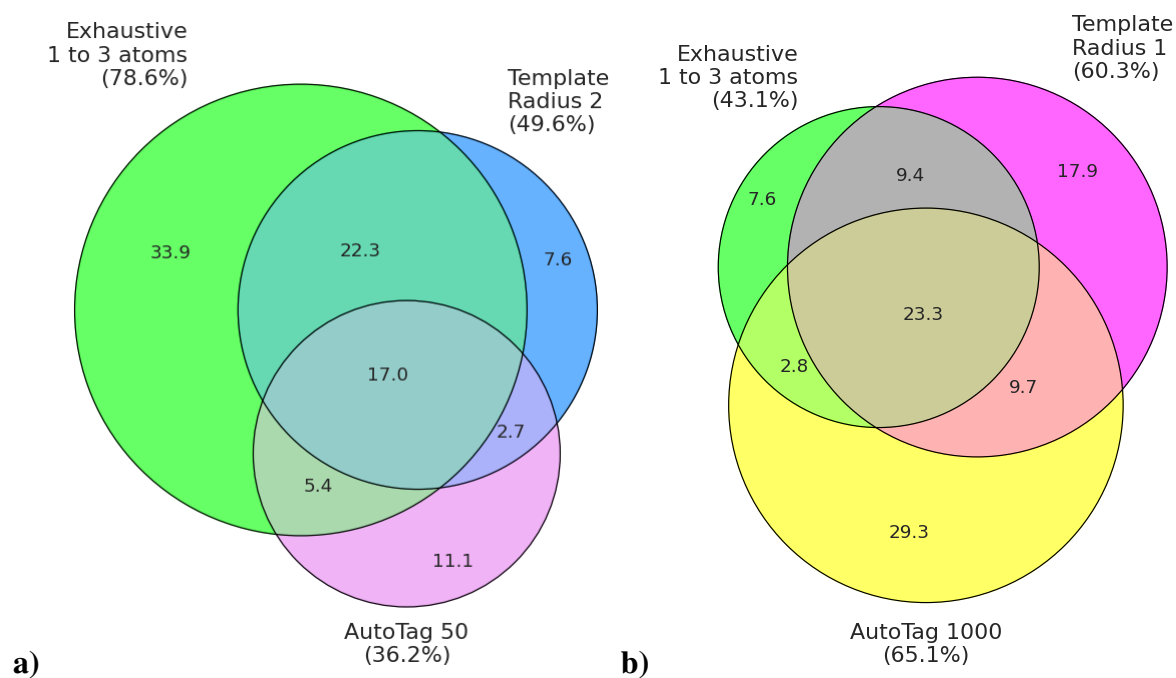 Exhaustive
1 to 3 atoms
(78.6%)
Template
Radius 2
(49.6%)
33.9
22.3
7.6
17.0
2.7
5.4
11.1
AutoTag 50
(36.2%)
a)
Exhaustive
1 to 3 atoms
(43.1%)
Template
Radius 1
(60.3%)
7.6
9.4
17.9
23.3
2.8
9.7
29.3
AutoTag 1000
(65.1%)
b)